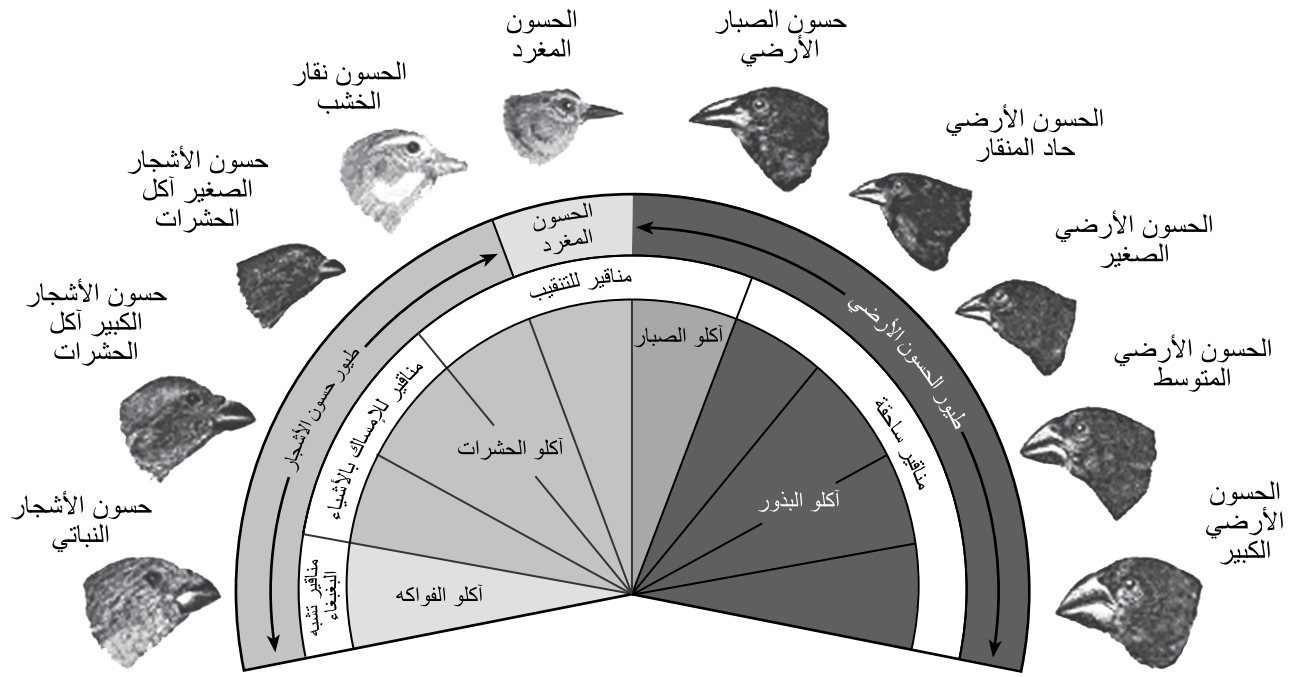 حسون الصبار
الأرضي
الحسون
المغرد
الحسون نقار
الخشب
الحسون الأرضي
حاد المنقار
حسون الأشجار
الصغير آكل
الحشرات
الحسون الأرضي
الصغير
حسون الأشجار
الكبير آكل
الحشرات
الحسون الأرضي
المتوسط
حسون الأشجار
النباتي
الحسون
الأرضي
الكبير
الحسون
المغرد
طيور الحسون الأرضي
طيور حسون الأشجار
مناقير للتنقيب
مناقير ساحقة
مناقير للإمساك بالأشياء
مناقير تشبه
الببغاء
آكلو الصبار
آكلو الحشرات
آكلو البذور
آكلو الفواكه